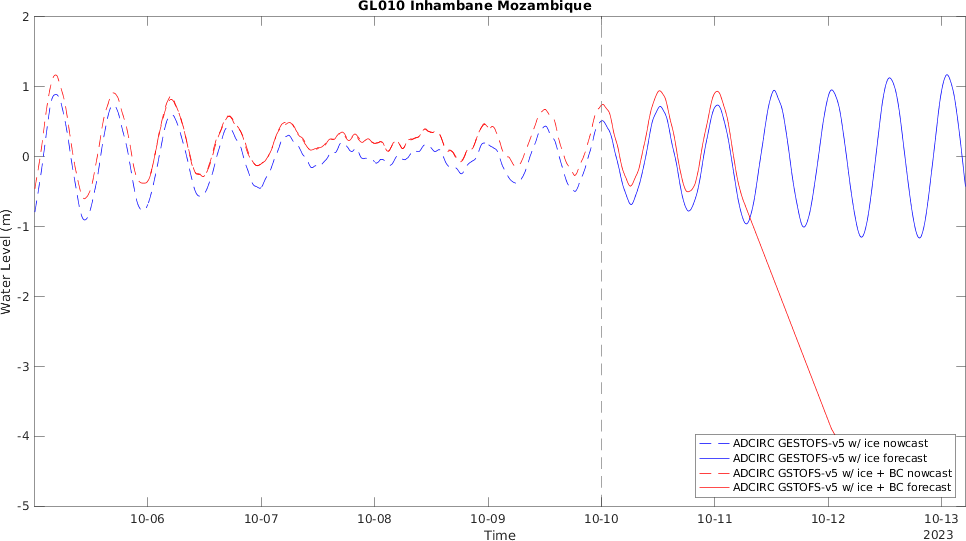 GL010 Inhambane Mozambique
2
1
0
-1
-2
-3
-4
-5
Water Level (m)
ADCIRC GESTOFS-v5 w/ ice nowcast
ADCIRC GESTOFS-v5 w/ ice forecast
ADCIRC GSTOFS-v5 w/ ice + BC nowcast
ADCIRC GSTOFS-v5 w/ ice + BC forecast
10-06 10-07 10-08 10-09 10-10 10-11 10-12 10-13
Time
2023